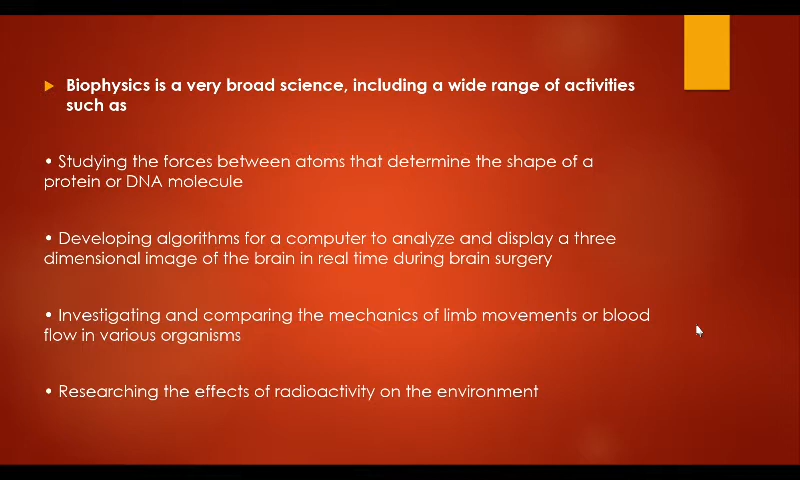 Biophysics is a very broad science, including a wide range of activities
such as
• Studying the forces between atoms that determine the shape of a
protein or DNA molecule
• Developing algorithms for a computer to analyze and display a three
dimensional image of the brain in real time during brain surgery
• Investigating and comparing the mechanics of limb movements or blood
flow in various organisms
• Researching the effects of radioactivity on the environment